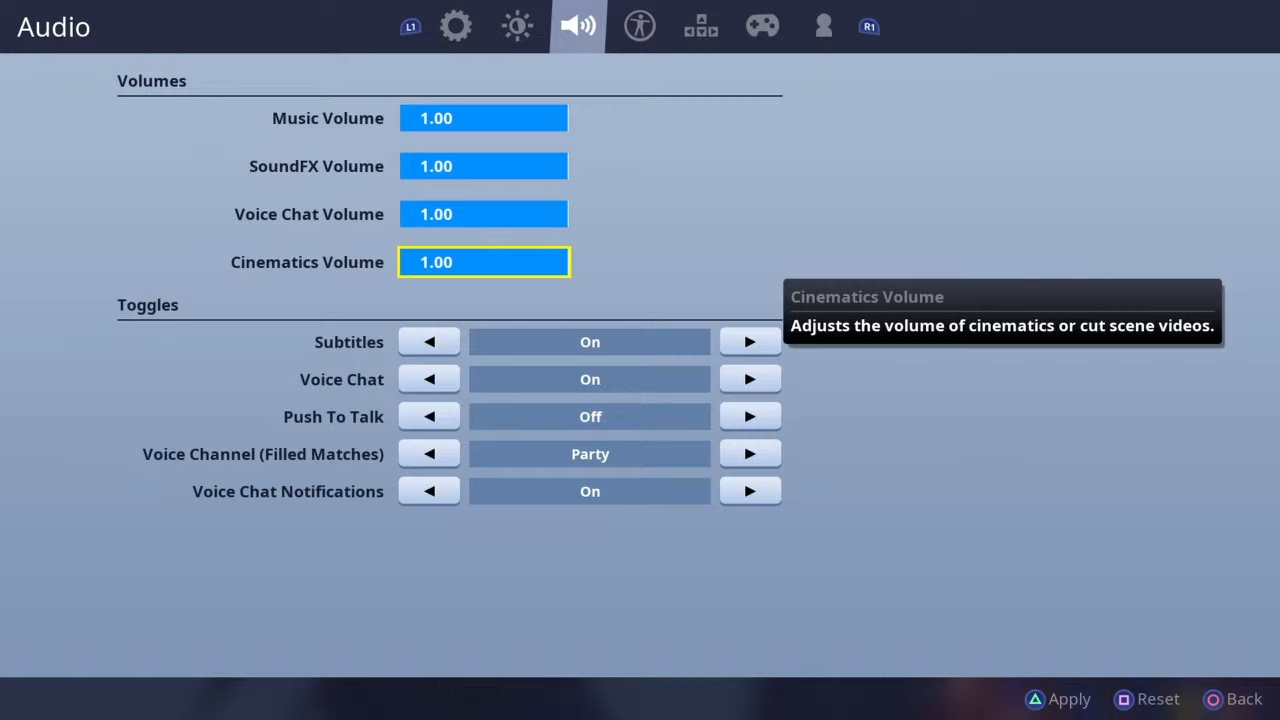 Audio
L1
R1
Volumes
Music Volume 1.00
SoundFX Volume 1.00
Voice Chat Volume 1.00
Cinematics Volume 1.00
Cinematics Volume
Adjusts the volume of cinematics or cut scene videos.
Toggles
Subtitles On
Voice Chat On
Push To Talk Off
Voice Channel (Filled Matches) Party
Voice Chat Notifications On
Apply Reset Back